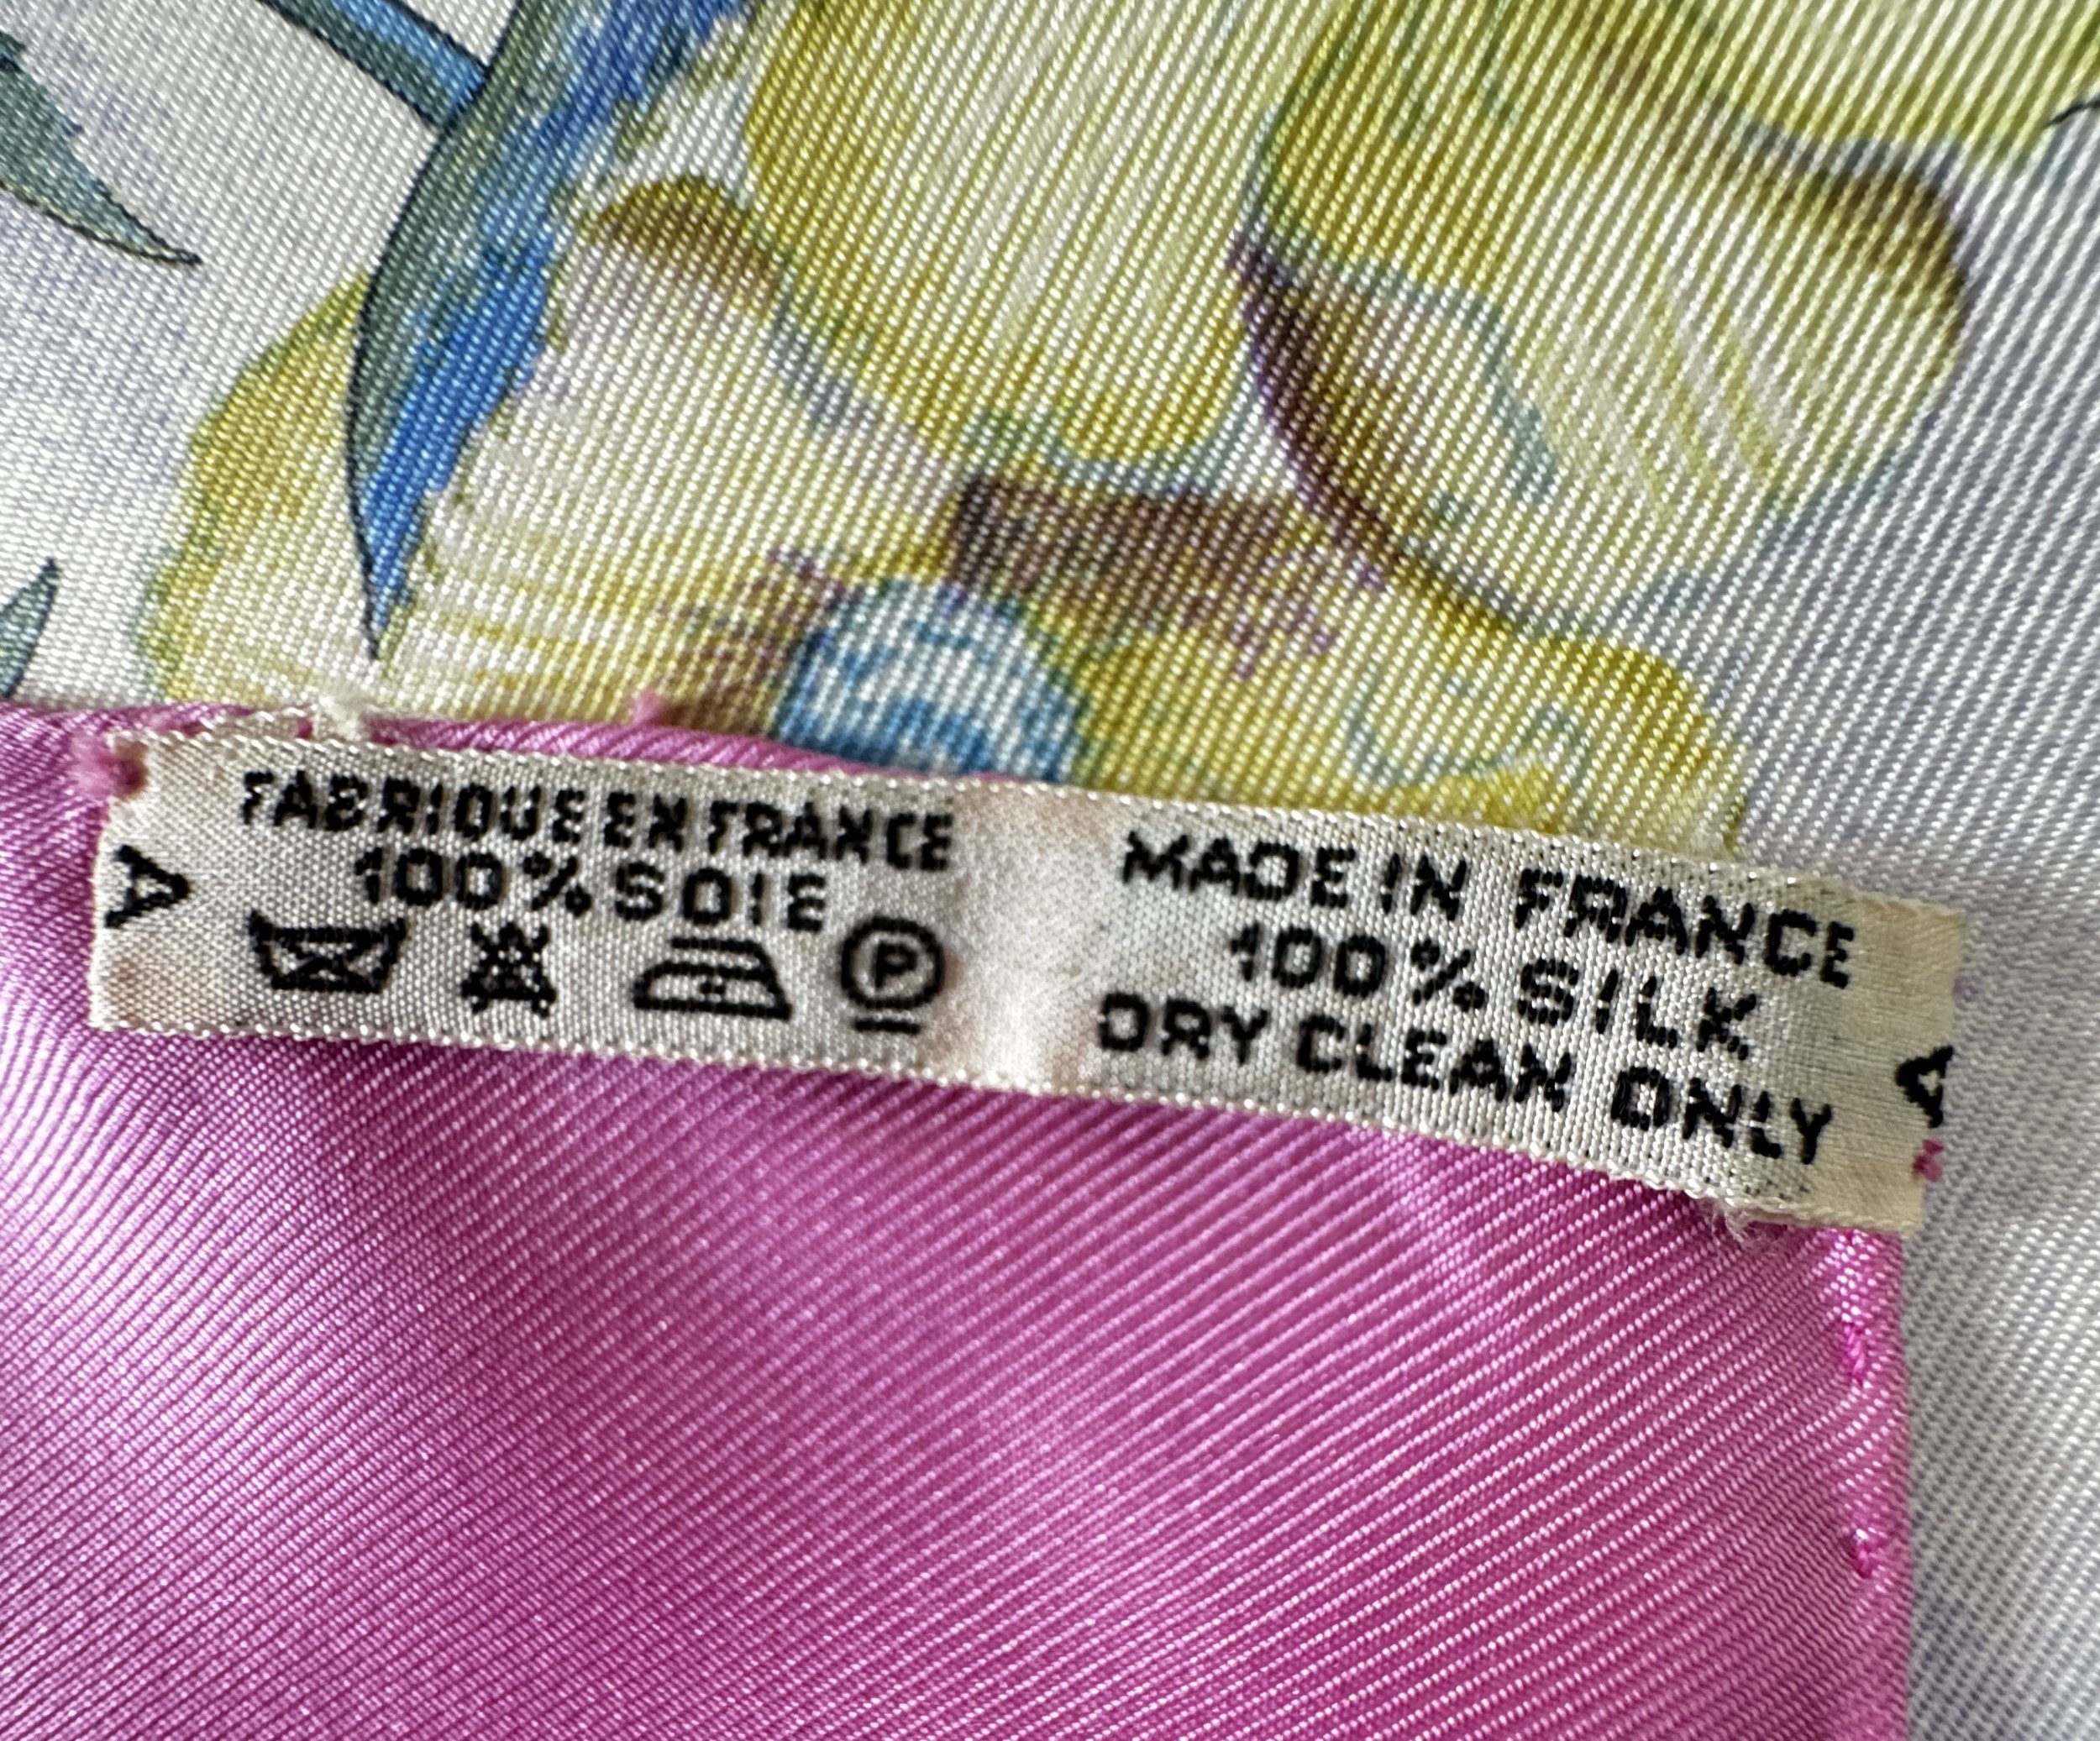 A
FABRIQUE EN FRANCE
100% SOIE
P
MADE IN FRANCE
100% SILK
DRY CLEAN ONLY
A